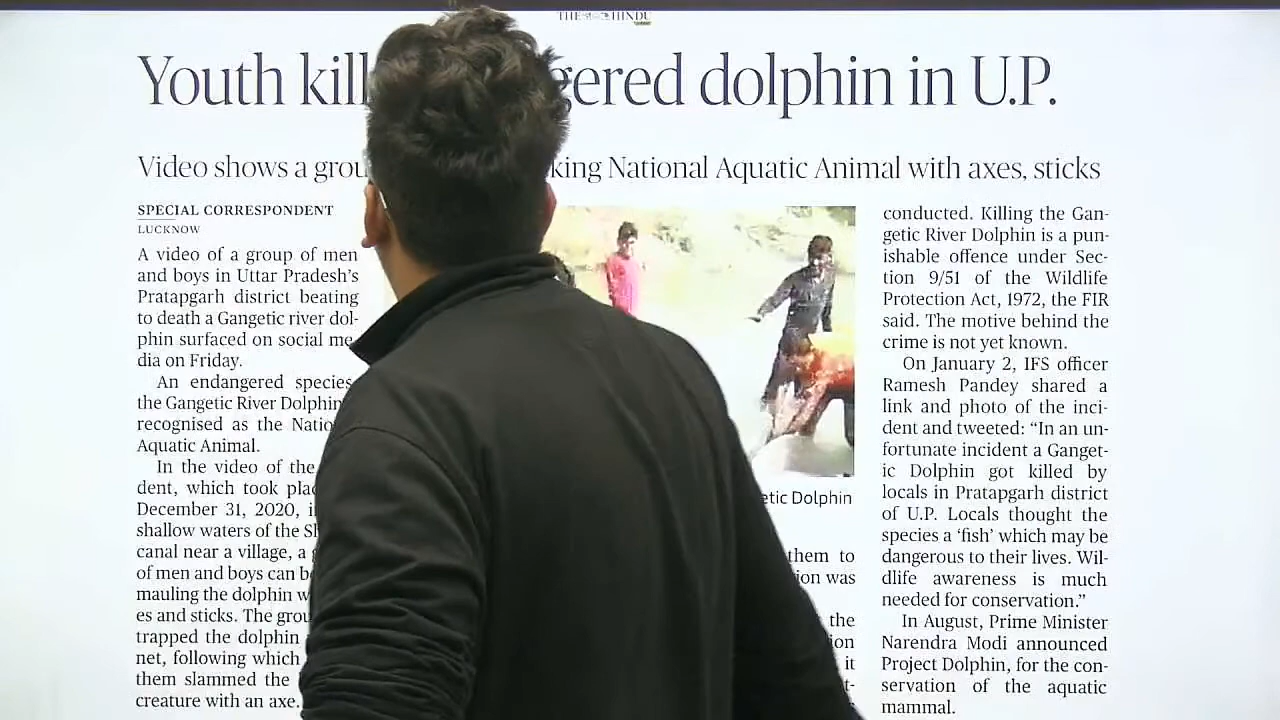 THE HINDU
Youth kill gered dolphin in U.P.
Video shows a grou king National Aquatic Animal with axes, sticks
SPECIAL CORRESPONDENT
LUCKNOW
A video of a group of men
and boys in Uttar Pradesh's
Pratapgarh district beating
to death a Gangetic river dol-
phin surfaced on social me
dia on Friday.
An endangered species
the Gangetic River Dolphin
recognised as the Natio
Aquatic Animal.
In the video of the
dent, which took plac
December 31, 2020, i
shallow waters of the Sh
canal near a village, a g
of men and boys can b
mauling the dolphin w
es and sticks. The grou
trapped the dolphin
net, following which
them slammed the
creature with an axe.
etic Dolphin
them to
ion was
the
ion
it
t-
conducted. Killing the Gan-
getic River Dolphin is a pun-
ishable offence under Sec-
tion 9/51 of the Wildlife
Protection Act, 1972, the FIR
said. The motive behind the
crime is not yet known.
On January 2, IFS officer
Ramesh Pandey shared a
link and photo of the inci-
dent and tweeted: "In an un-
fortunate incident a Ganget-
ic Dolphin got killed by
locals in Pratapgarh district
of U.P. Locals thought the
species a 'fish' which may be
dangerous to their lives. Wil-
dlife awareness is much
needed for conservation."
In August, Prime Minister
Narendra Modi announced
Project Dolphin, for the con-
servation of the aquatic
mammal.